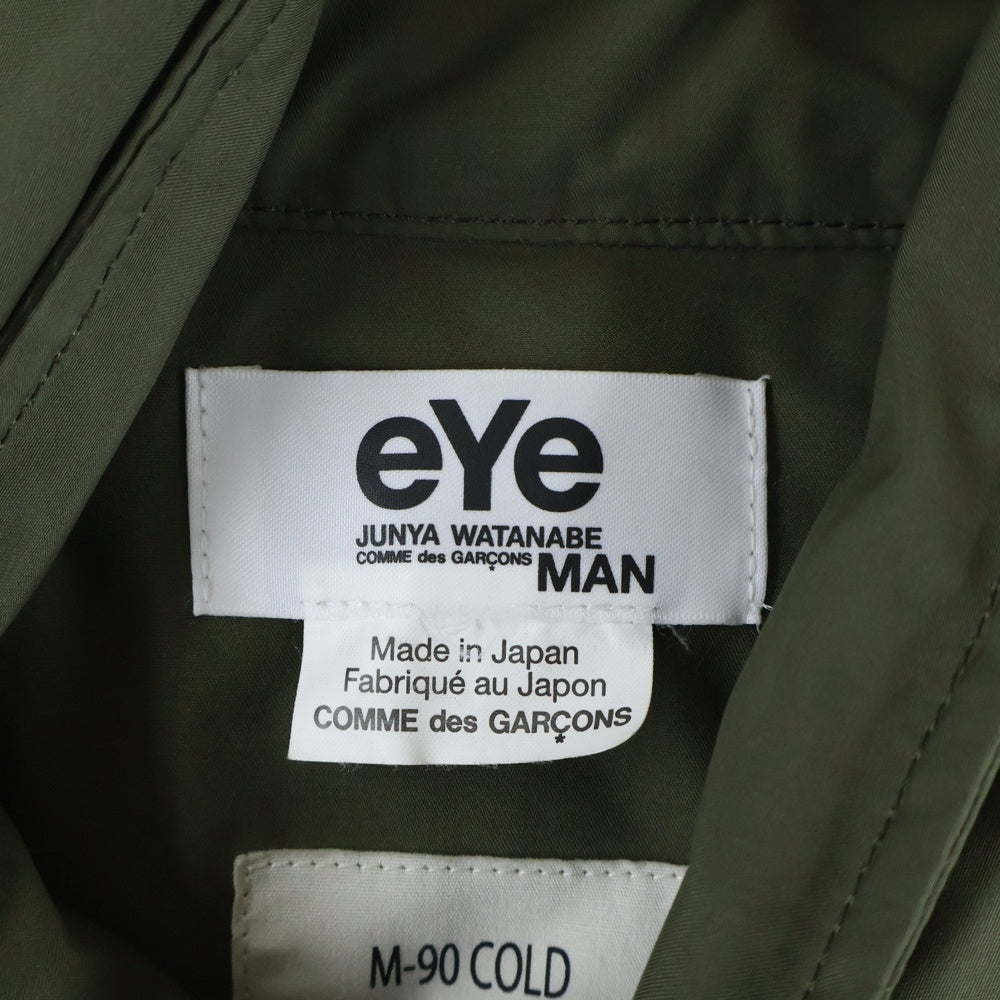 eYe
JUNYA WATANABE
COMME des GARÇONS MAN
Made in Japan
Fabriqué au Japon
COMME des GARÇONS
M-90 COLD